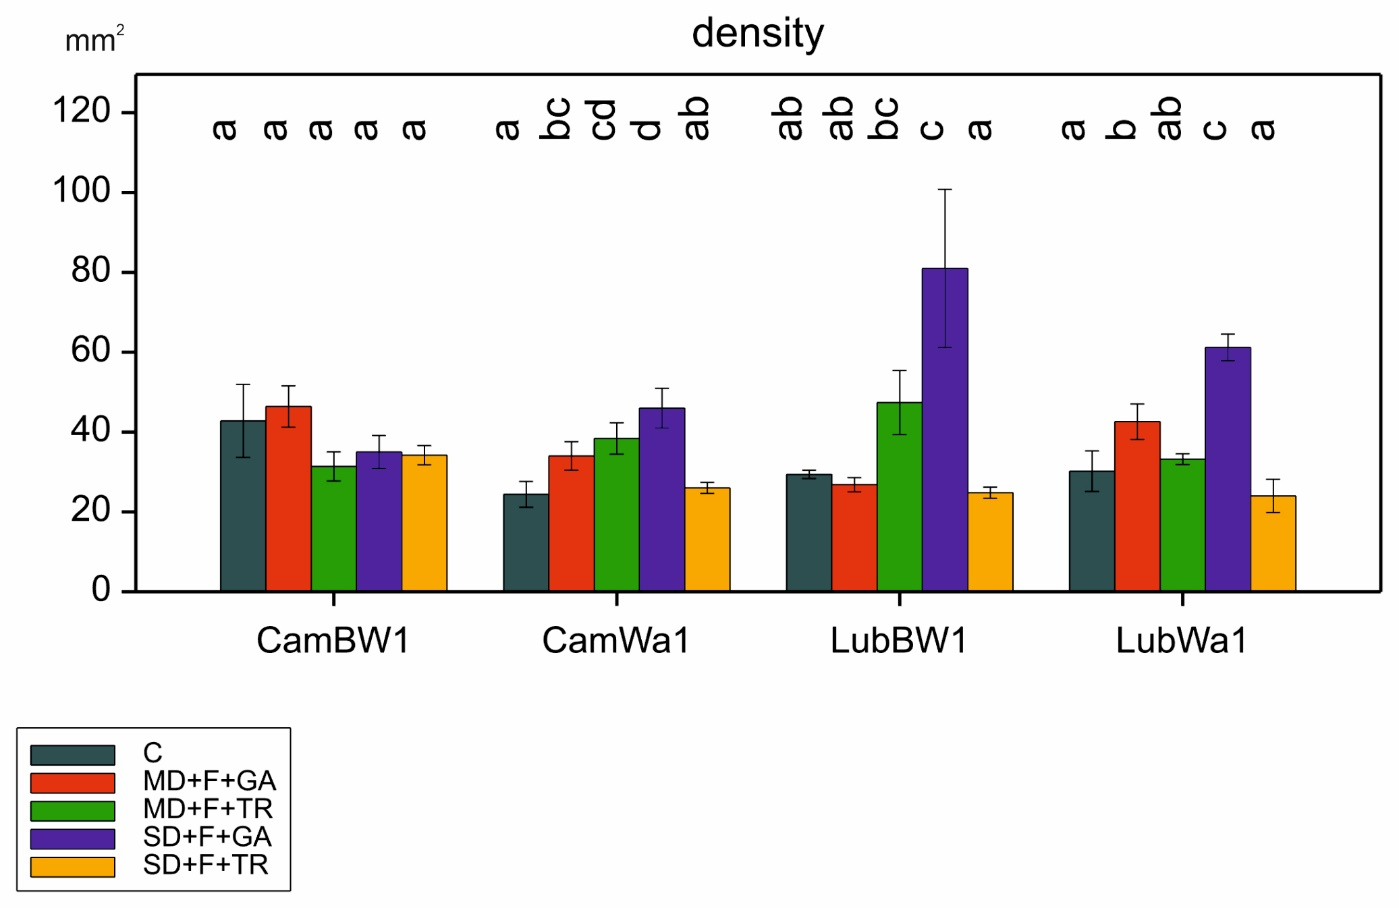 density
mm²
120
100
80
60
40
20
0
a a a a a a bc cd d ab ab ab bc c a a b ab c a
CamBW1 CamWa1 LubBW1 LubWa1
C
MD+F+GA
MD+F+TR
SD+F+GA
SD+F+TR